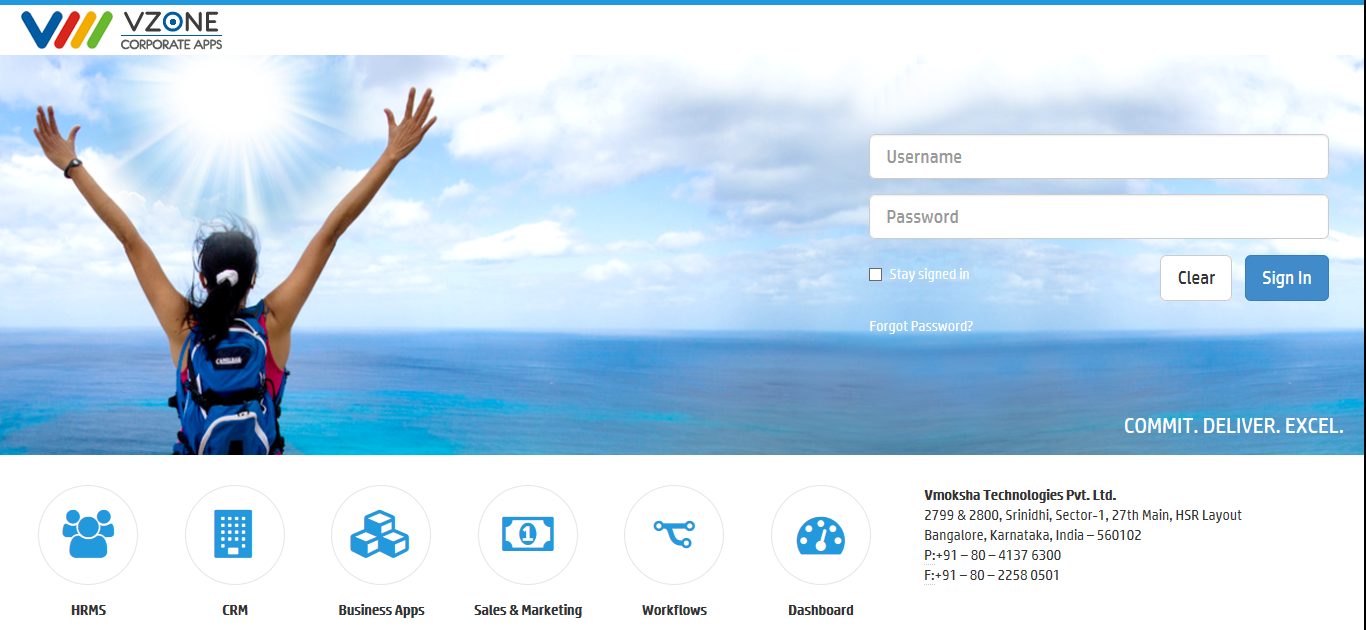 VZONE
CORPORATE APPS
Username
Password
Stay signed in
Clear
Sign In
Forgot Password?
COMMIT. DELIVER. EXCEL.
1
HRMS
CRM
Business Apps
Sales & Marketing
Workflows
Dashboard
Vmoksha Technologies Pvt. Ltd.
2799 & 2800, Srinidhi, Sector-1, 27th Main, HSR Layout
Bangalore, Karnataka, India – 560102
P:+91 – 80 – 4137 6300
F:+91 – 80 – 2258 0501